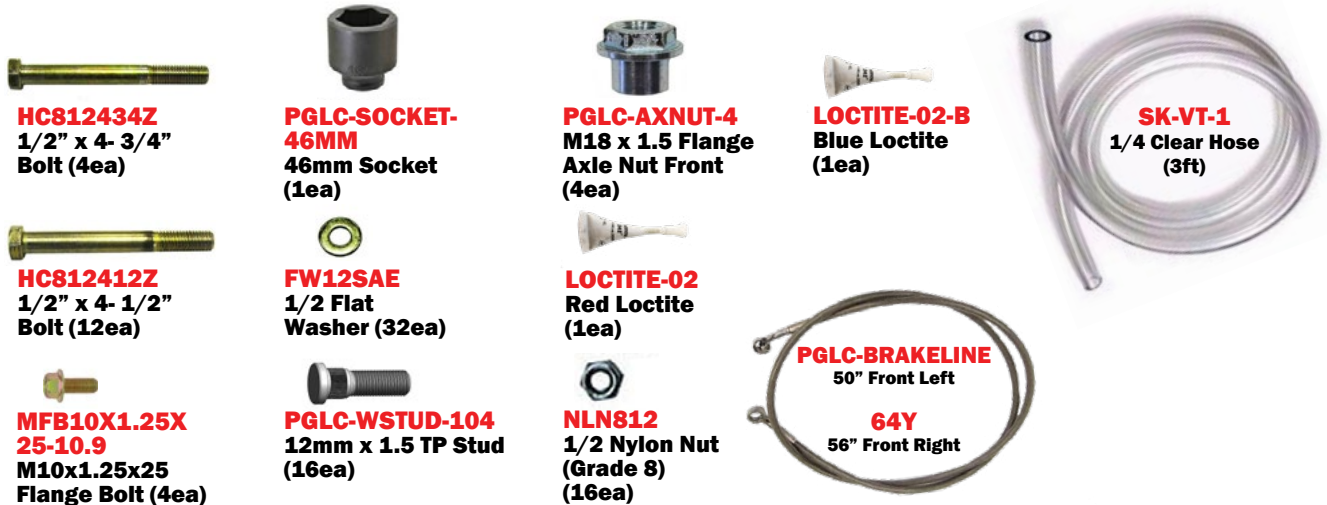 HC812434Z
1/2” x 4- 3/4”
Bolt (4ea)
PGLC-SOCKET-
46MM
46mm Socket
(1ea)
PGLC-AXNUT-4
M18 x 1.5 Flange
Axle Nut Front
(4ea)
LOCTITE-02-B
Blue Loctite
(1ea)
SK-VT-1
1/4 Clear Hose
(3ft)
HC812412Z
1/2” x 4- 1/2”
Bolt (12ea)
FW12SAE
1/2 Flat
Washer (32ea)
LOCTITE-02
Red Loctite
(1ea)
MFB10X1.25X
25-10.9
M10x1.25x25
Flange Bolt (4ea)
PGLC-WSTUD-104
12mm x 1.5 TP Stud
(16ea)
NLN812
1/2 Nylon Nut
(Grade 8)
(16ea)
PGLC-BRAKELINE
50” Front Left
64Y
56” Front Right